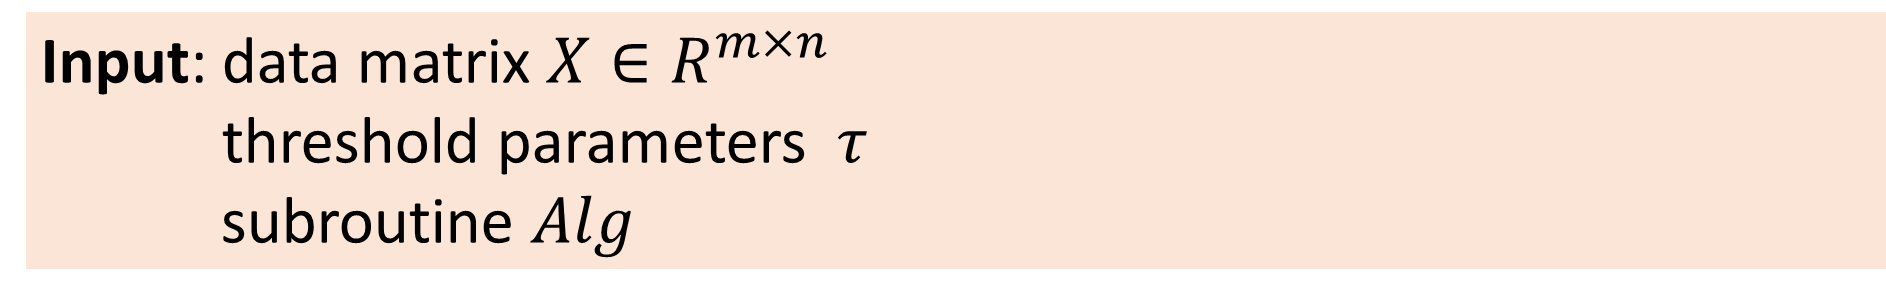 Input: data matrix X ∈ R^{m×n}
threshold parameters τ
subroutine Alg